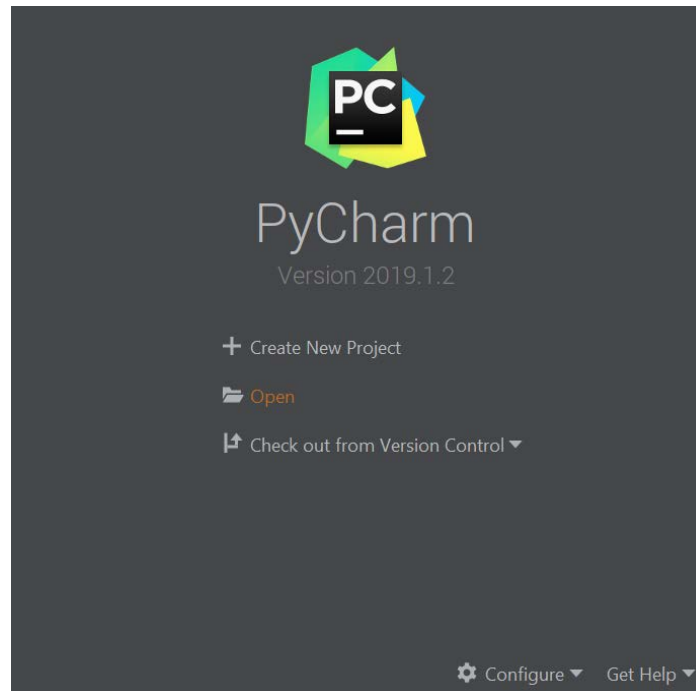 PC
PyCharm
Version 2019.1.2
Create New Project
Open
Check out from Version Control
Configure
Get Help